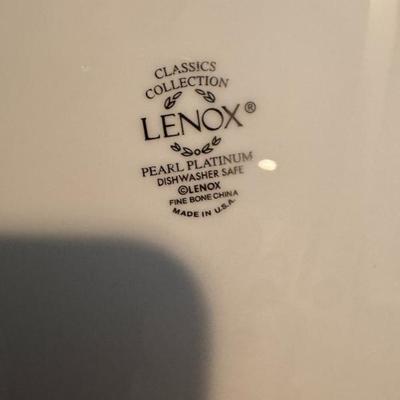 CLASSICS
COLLECTION
LENOX®
PEARL PLATINUM
DISHWASHER SAFE
©LENOX
FINE BONE CHINA
MADE IN U.S.A.